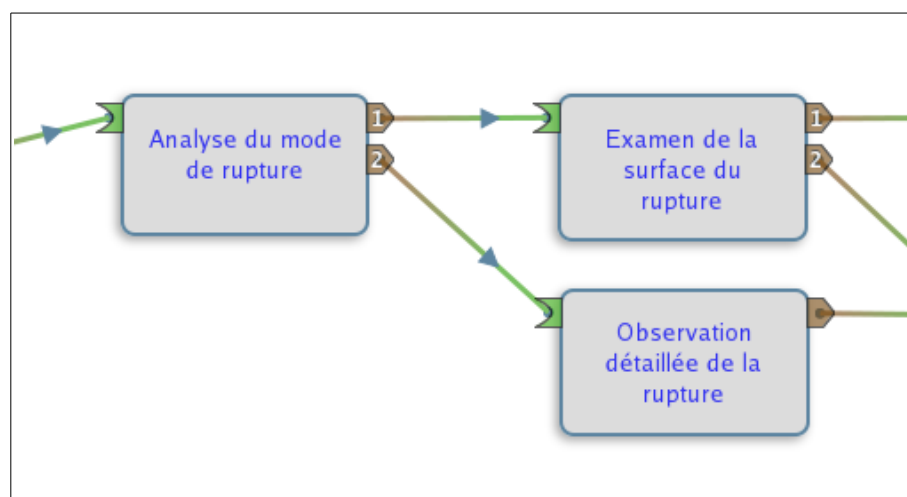 Analyse du mode
de rupture
1
2
Examen de la
surface du
rupture
1
2
Observation
détaillée de la
rupture